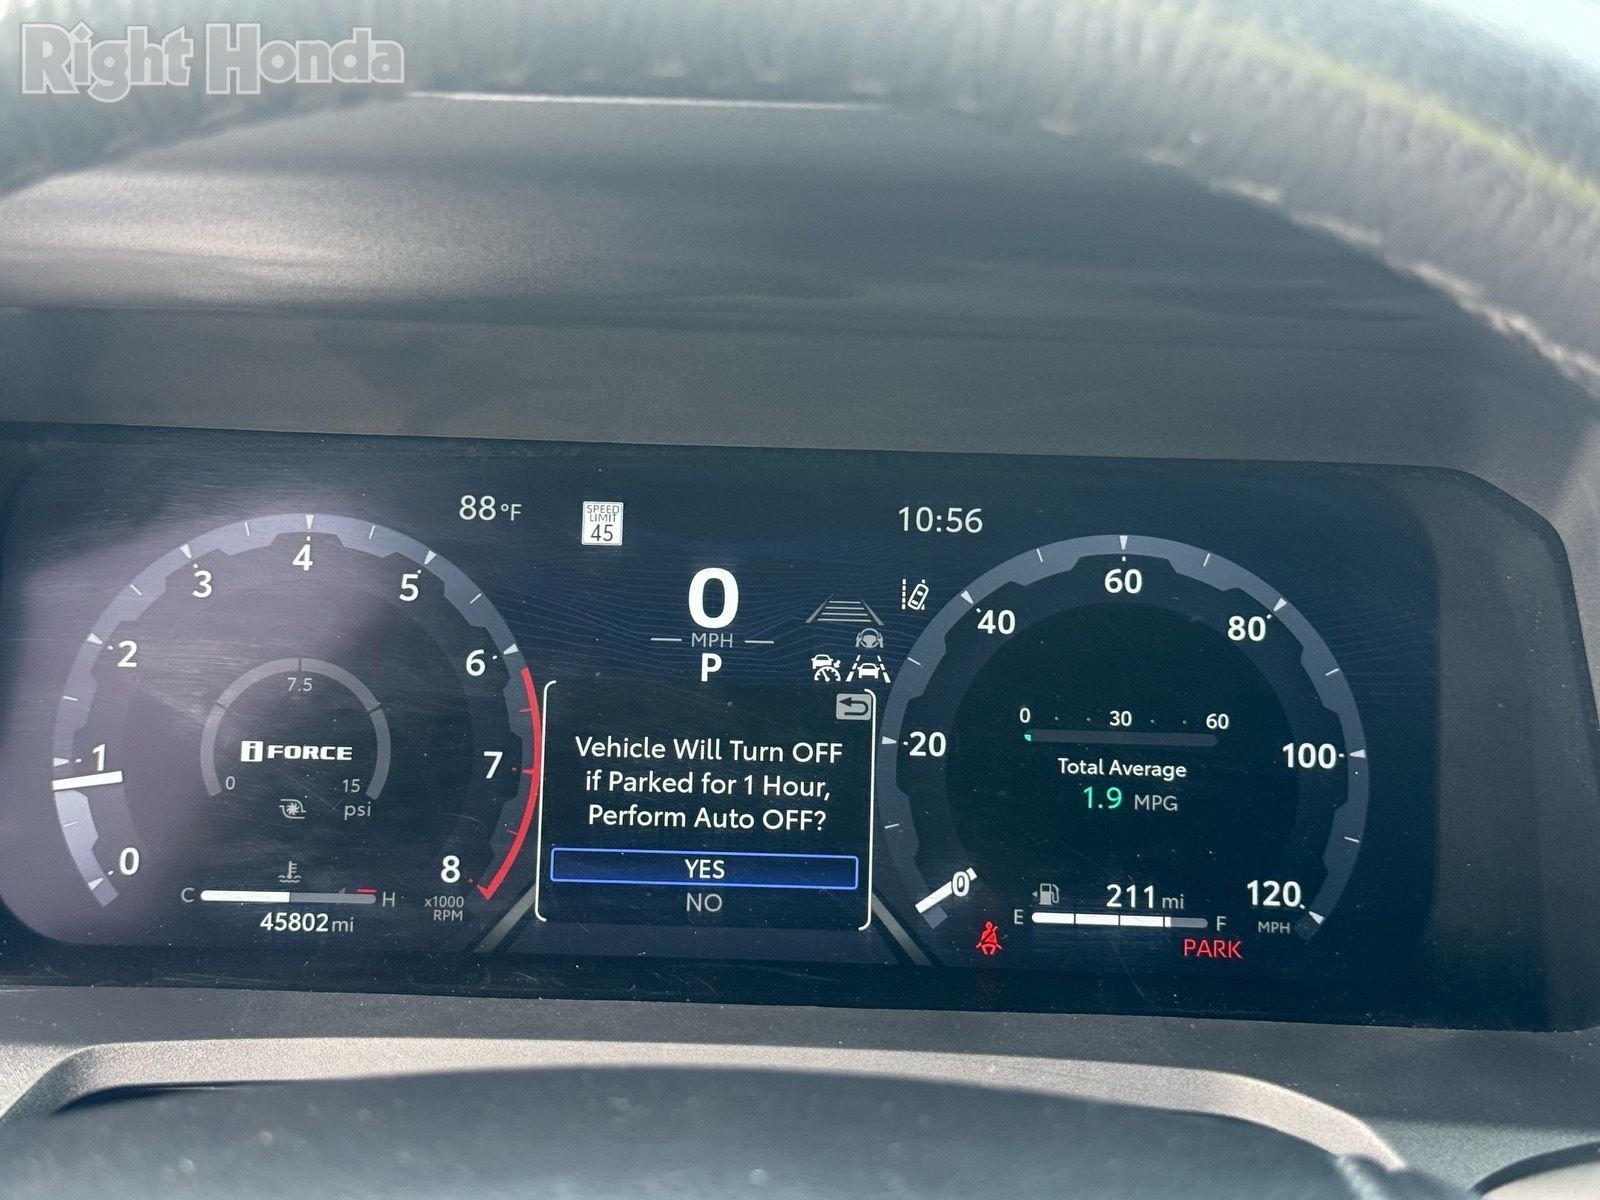 Right Honda
88°F
SPEED
LIMIT
45
10:56
0
MPH
P
0
1
2
3
4
5
6
7
8
x1000
RPM
7.5
0
15
psi
i FORCE
C
H
45802 mi
Vehicle Will Turn OFF
if Parked for 1 Hour,
Perform Auto OFF?
YES
NO
0
20
40
60
80
100
120
MPH
0
30
60
Total Average
1.9 MPG
211 mi
E
F
PARK